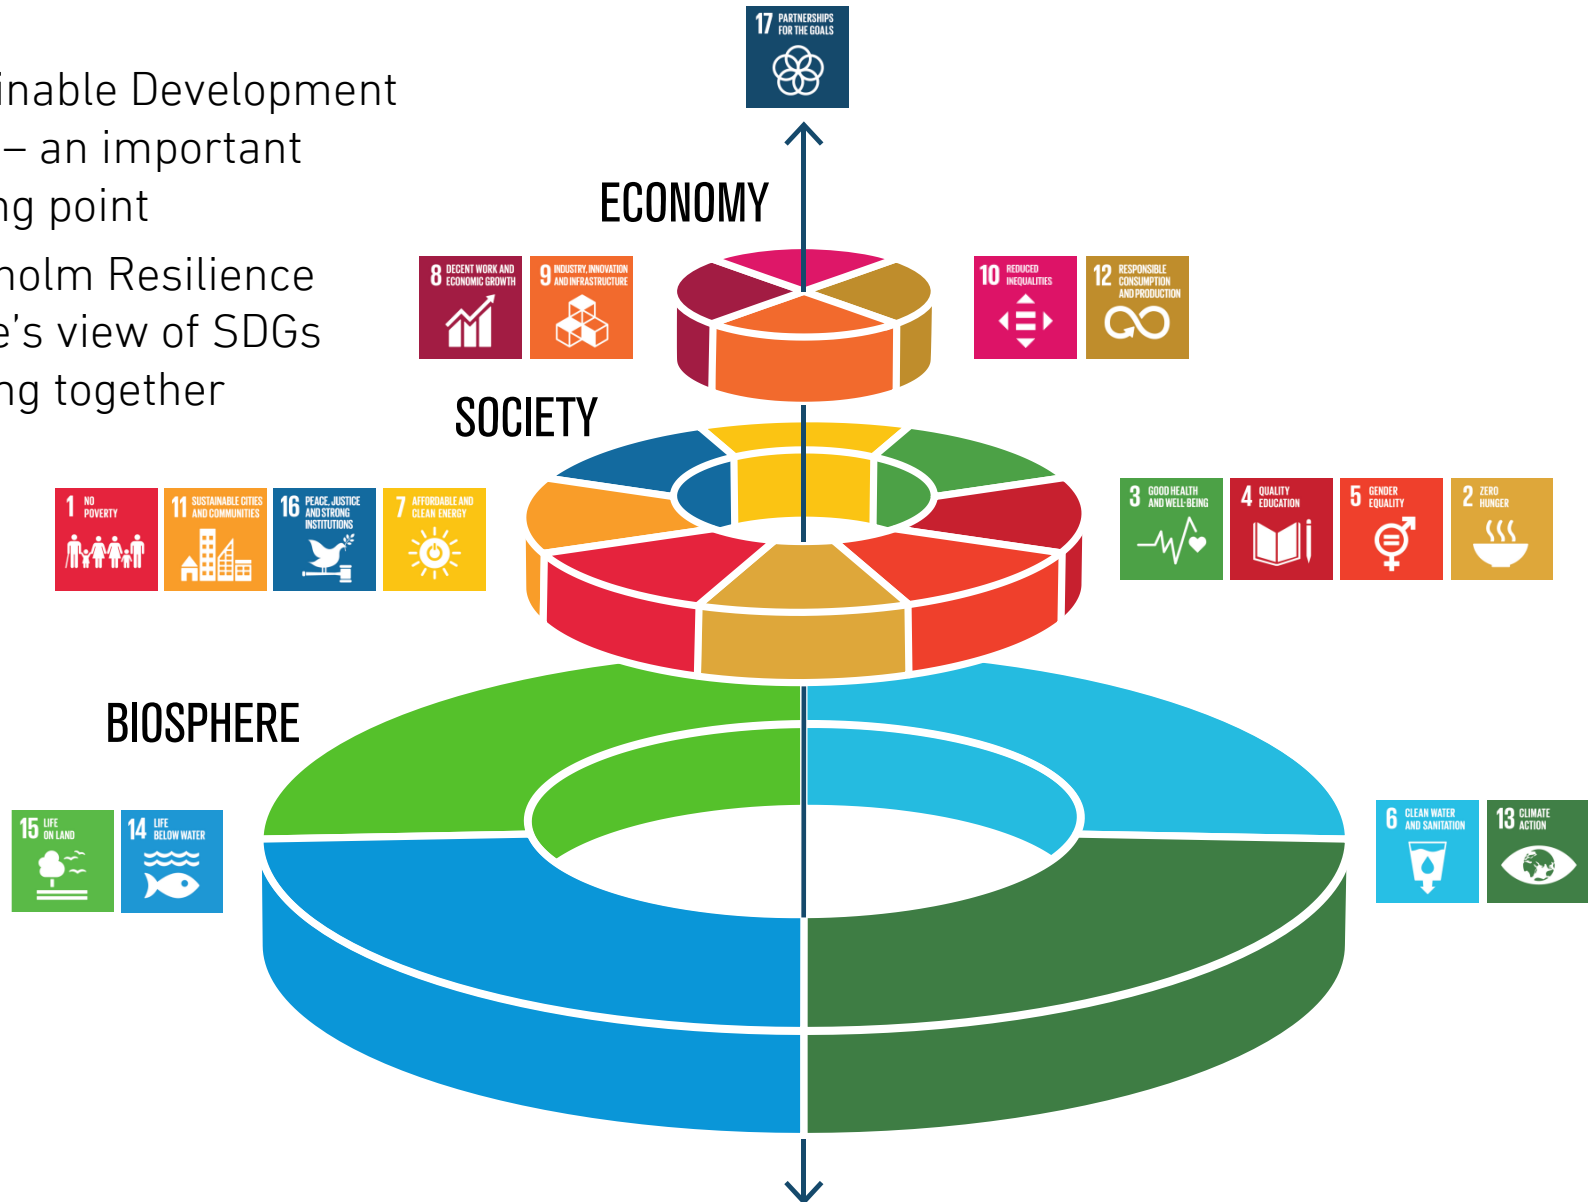 inable Development
– an important
ng point
holm Resilience
e's view of SDGs
ng together
17 PARTNERSHIPS
FOR THE GOALS
ECONOMY
8 DECENT WORK AND
ECONOMIC GROWTH
9 INDUSTRY, INNOVATION
AND INFRASTRUCTURE
10 REDUCED
INEQUALITIES
12 RESPONSIBLE
CONSUMPTION
AND PRODUCTION
SOCIETY
1 NO
POVERTY
11 SUSTAINABLE CITIES
AND COMMUNITIES
16 PEACE, JUSTICE
AND STRONG
INSTITUTIONS
7 AFFORDABLE AND
CLEAN ENERGY
3 GOOD HEALTH
AND WELL-BEING
4 QUALITY
EDUCATION
5 GENDER
EQUALITY
2 ZERO
HUNGER
BIOSPHERE
15 LIFE
ON LAND
14 LIFE
BELOW WATER
6 CLEAN WATER
AND SANITATION
13 CLIMATE
ACTION